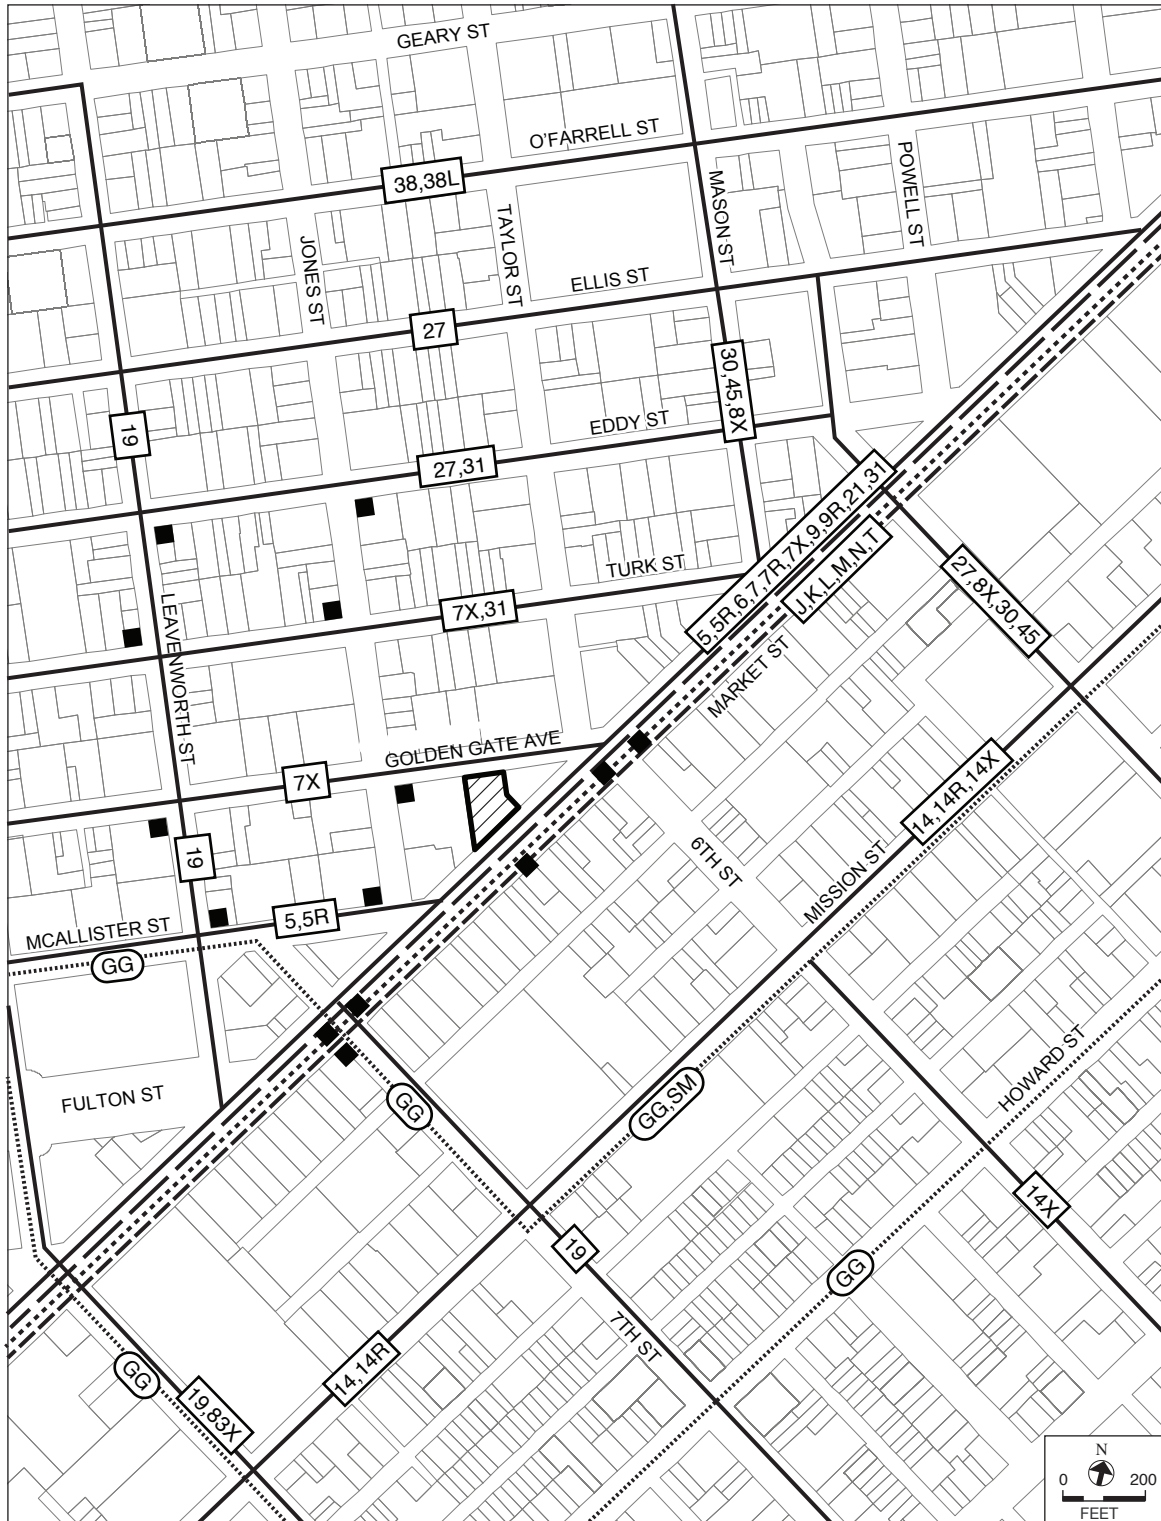 GEARY ST
O'FARRELL ST
38,38L
POWELL ST
MASON ST
TAYLOR ST
JONES ST
ELLIS ST
27
30,45,8X
19
EDDY ST
27,31
5,5R,6,7,7R,7X,9,9R,21,31
J,K,L,M,N,T
TURK ST
7X,31
27,8X,30,45
LEAVENWORTH ST
MARKET ST
GOLDEN GATE AVE
7X
14,14R,14X
19
6TH ST
MISSION ST
MCALLISTER ST
5,5R
GG
HOWARD ST
FULTON ST
GG
GG,SM
14X
19
GG
7TH ST
14,14R
GG
19,83X
N
0 200
FEET